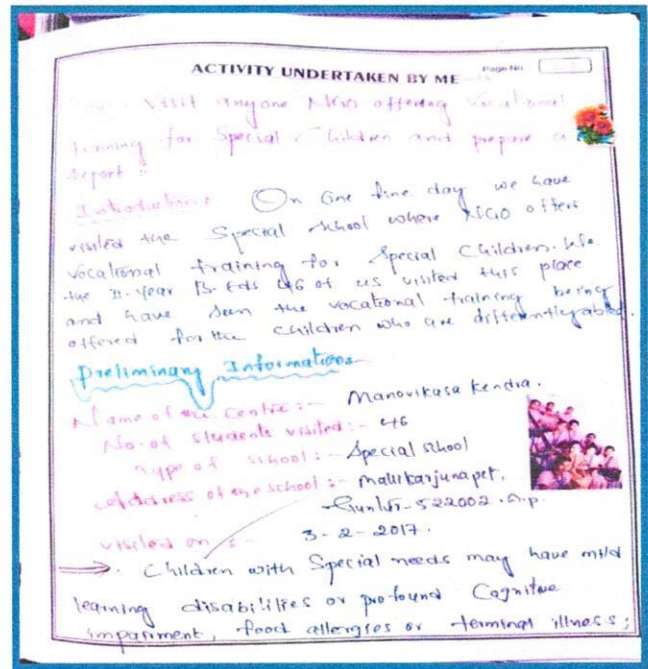 ACTIVITY UNDERTAKEN BY ME
Page No
Visit anyone NGO offering Vocational
training for Special Children and prepare a
report :-
Introduction:- On one fine day we have
visited the Special school where NGO offers
vocational training for Special Children. We
the II-Year B.Eds 46 of us visited this place
and have seen the vocational training being
offered for the children who are differently abled.
Preliminary Information
Name of the Centre :- Manovikasa Kendra.
No. of students visited :- 46
Type of school :- Special school
Address of the school :- Mallikarjunapet,
Guntur-522002. A.p.
visited on :- 3-2-2017.
Children with Special needs may have mild
learning disabilities or profound Cognitive
impairment, food allergies or terminal illness;